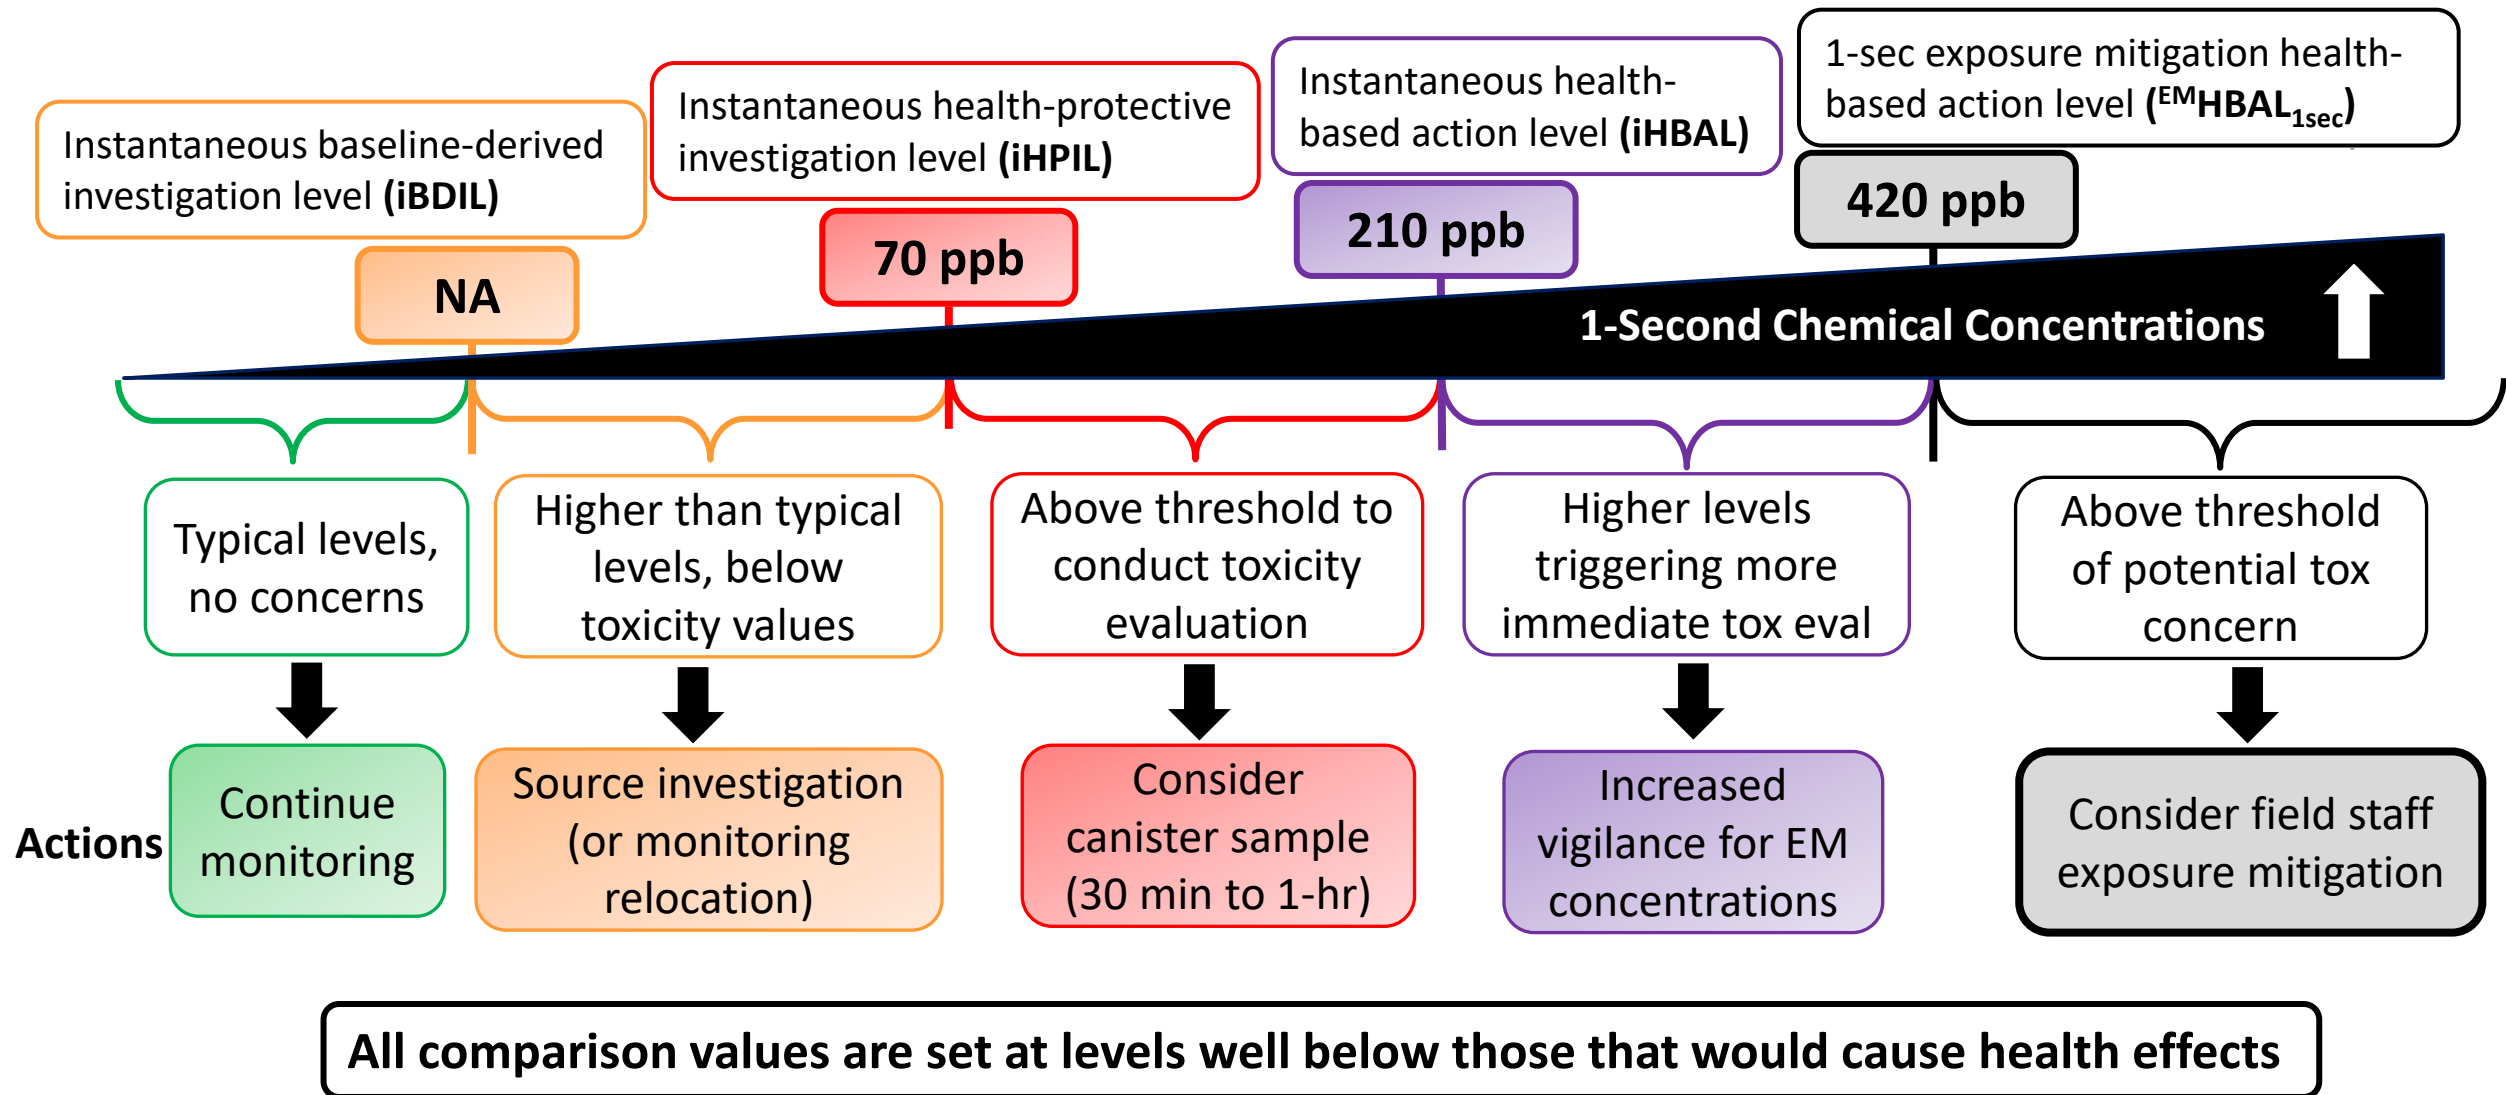 Instantaneous baseline-derived
investigation level (iBDIL)
NA
Instantaneous health-protective
investigation level (iHPIL)
70 ppb
Instantaneous health-
based action level (iHBAL)
210 ppb
1-sec exposure mitigation health-
based action level (EMHBAL1sec)
420 ppb
1-Second Chemical Concentrations
Typical levels,
no concerns
Higher than typical
levels, below
toxicity values
Above threshold to
conduct toxicity
evaluation
Higher levels
triggering more
immediate tox eval
Above threshold
of potential tox
concern
Actions
Continue
monitoring
Source investigation
(or monitoring
relocation)
Consider
canister sample
(30 min to 1-hr)
Increased
vigilance for EM
concentrations
Consider field staff
exposure mitigation
All comparison values are set at levels well below those that would cause health effects